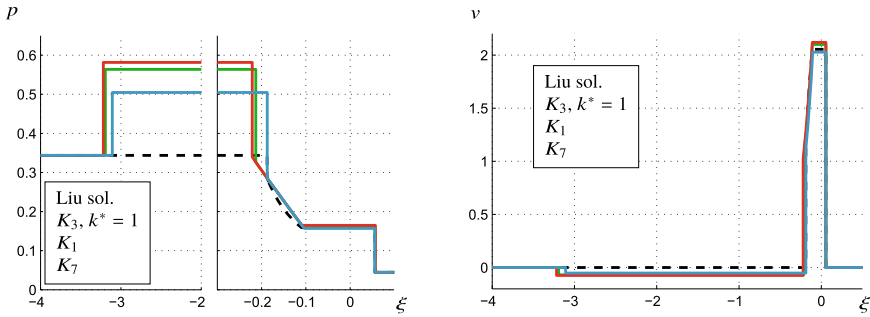 p
0.6
0.5
0.4
0.3
0.2
0.1
0
Liu sol.
K₃, k* = 1
K₁
K₇
−4 −3 −2 −0.2 −0.1 0 ξ
v
2
1.5
1
0.5
0
Liu sol.
K₃, k* = 1
K₁
K₇
−4 −3 −2 −1 0 ξ